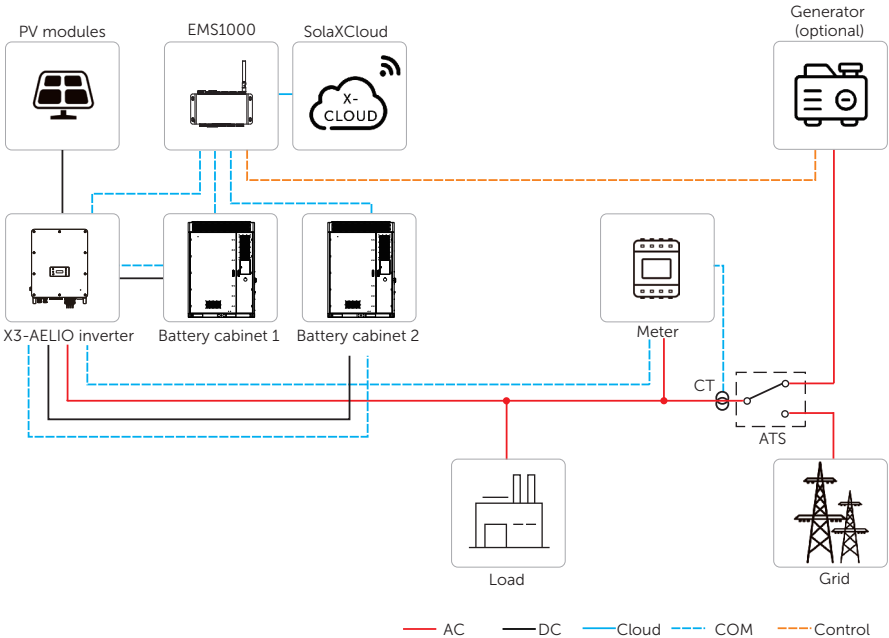 Generator
(optional)
PV modules
EMS1000
SolaXCloud
X-
CLOUD
X3-AELIO inverter
Battery cabinet 1
Battery cabinet 2
Meter
CT
ATS
Load
Grid
AC
DC
Cloud
COM
Control